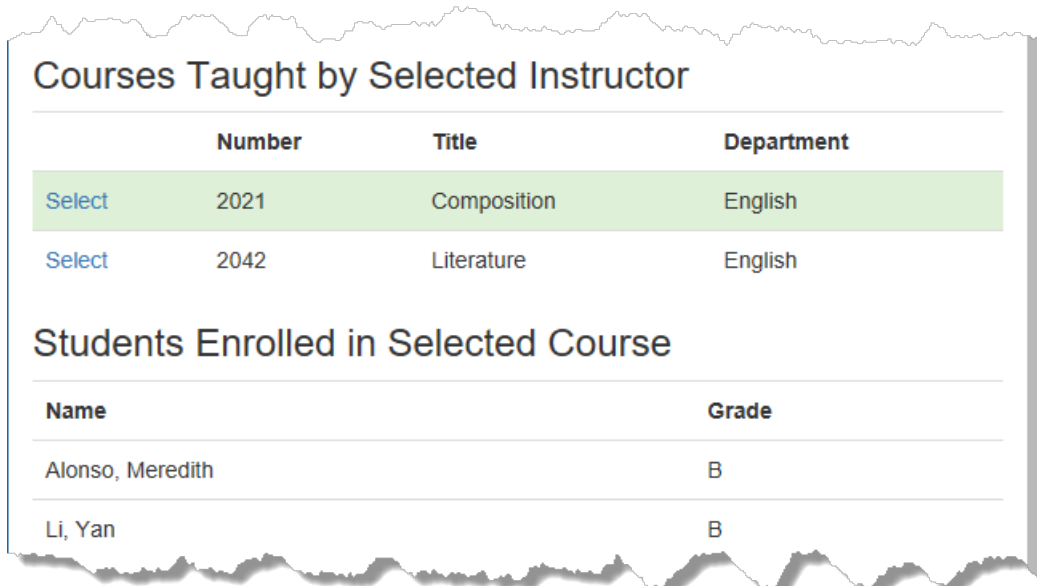 Courses Taught by Selected Instructor
Number Title Department
Select 2021 Composition English
Select 2042 Literature English
Students Enrolled in Selected Course
Name Grade
Alonso, Meredith B
Li, Yan B